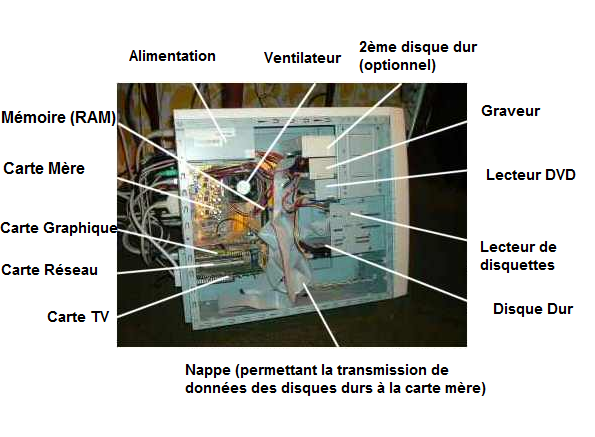 2ème disque dur
(optionnel)
Alimentation
Ventilateur
Graveur
Mémoire (RAM)
Carte Mère
Lecteur DVD
Carte Graphique
Lecteur de
disquettes
Carte Réseau
Disque Dur
Carte TV
Nappe (permettant la transmission de
données des disques durs à la carte mère)